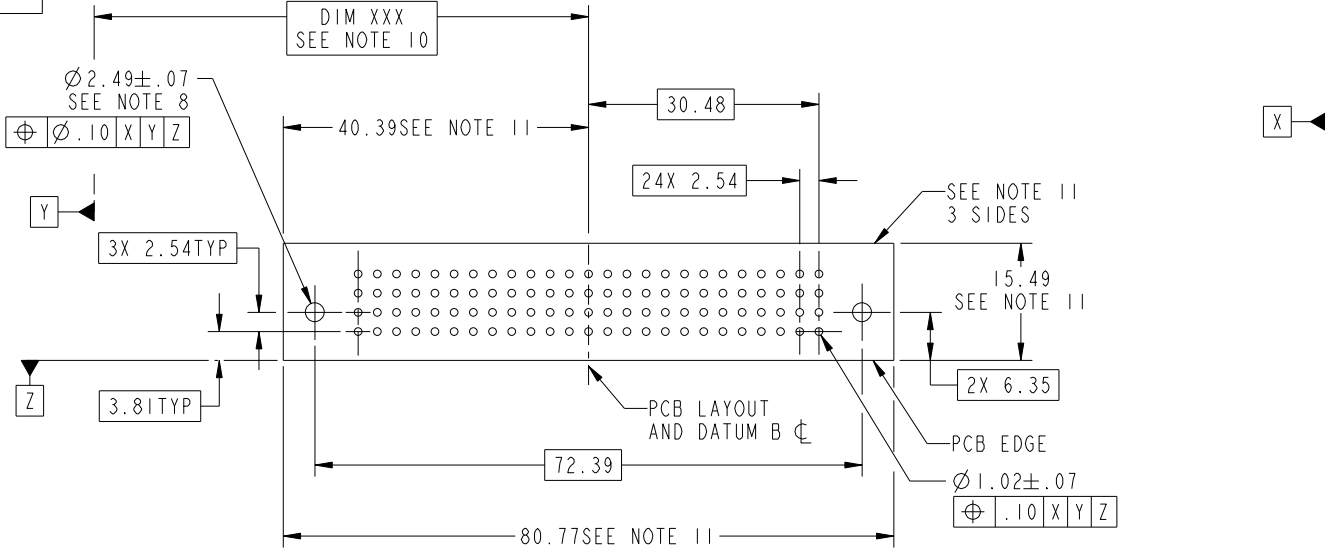 DIM XXX
SEE NOTE 10
Ø2.49±.07
SEE NOTE 8
⌖ Ø.10 X Y Z
30.48
40.39SEE NOTE 11
X
24X 2.54
SEE NOTE 11
3 SIDES
Y
3X 2.54TYP
15.49
SEE NOTE 11
Z
3.81TYP
2X 6.35
PCB LAYOUT
AND DATUM B ℄
PCB EDGE
72.39
Ø1.02±.07
⌖ .10 X Y Z
80.77SEE NOTE 11